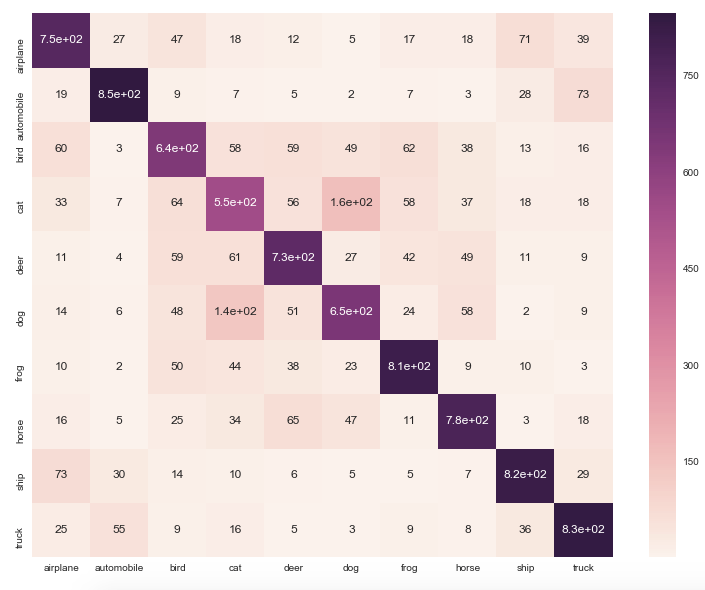 airplane 7.5e+02 27 47 18 12 5 17 18 71 39
automobile 19 8.5e+02 9 7 5 2 7 3 28 73
bird 60 3 6.4e+02 58 59 49 62 38 13 16
cat 33 7 64 5.5e+02 56 1.6e+02 58 37 18 18
deer 11 4 59 61 7.3e+02 27 42 49 11 9
dog 14 6 48 1.4e+02 51 6.5e+02 24 58 2 9
frog 10 2 50 44 38 23 8.1e+02 9 10 3
horse 16 5 25 34 65 47 11 7.8e+02 3 18
ship 73 30 14 10 6 5 5 7 8.2e+02 29
truck 25 55 9 16 5 3 9 8 36 8.3e+02
airplane automobile bird cat deer dog frog horse ship truck
750
600
450
300
150